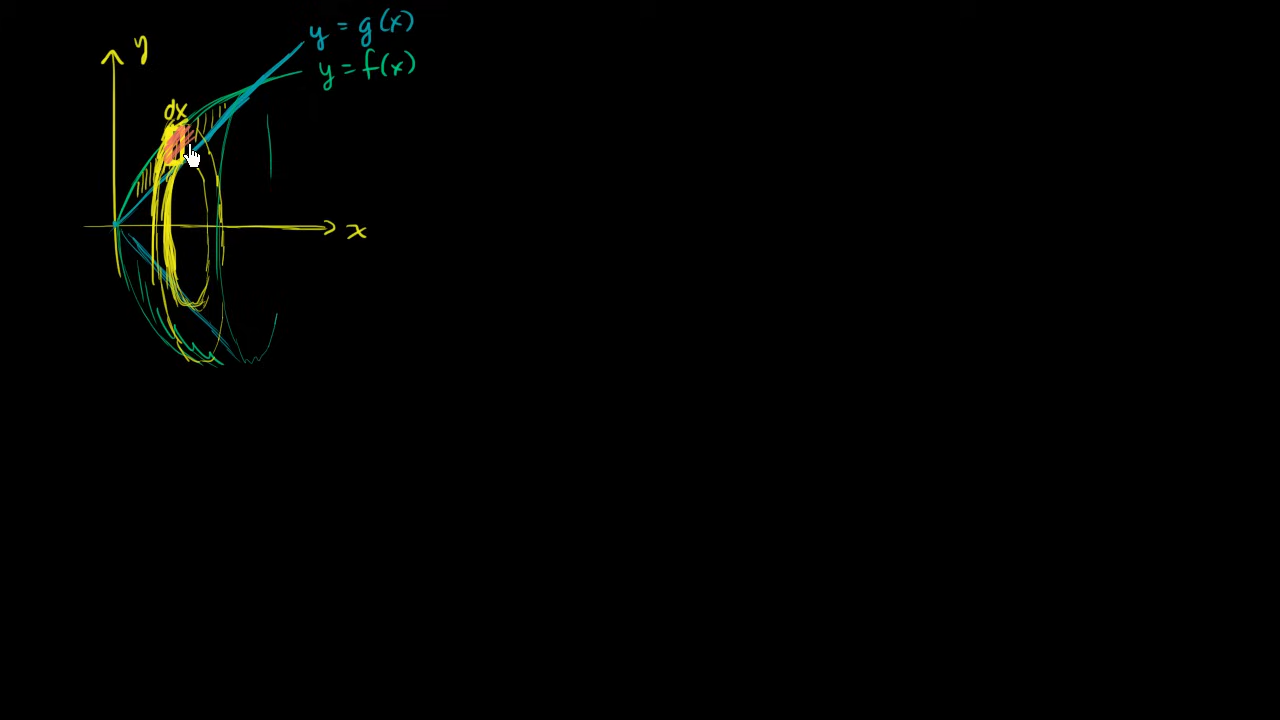 y = g(x)
y
y = f(x)
dx
x